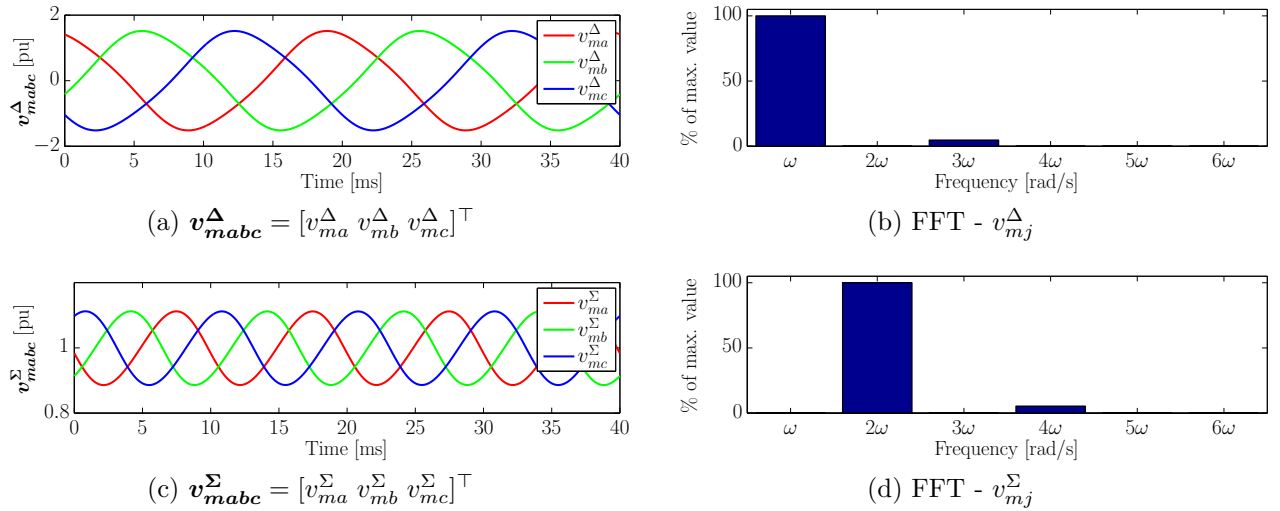 2
0
−2
v^Δ_mabc [pu]
0 5 10 15 20 25 30 35 40
Time [ms]
v^Δ_ma
v^Δ_mb
v^Δ_mc
(a) v^Δ_mabc = [v^Δ_ma v^Δ_mb v^Δ_mc]^⊤
100
50
0
% of max. value
ω 2ω 3ω 4ω 5ω 6ω
Frequency [rad/s]
(b) FFT - v^Δ_mj
1
0.8
v^Σ_mabc [pu]
0 5 10 15 20 25 30 35 40
Time [ms]
v^Σ_ma
v^Σ_mb
v^Σ_mc
(c) v^Σ_mabc = [v^Σ_ma v^Σ_mb v^Σ_mc]^⊤
100
50
0
% of max. value
ω 2ω 3ω 4ω 5ω 6ω
Frequency [rad/s]
(d) FFT - v^Σ_mj